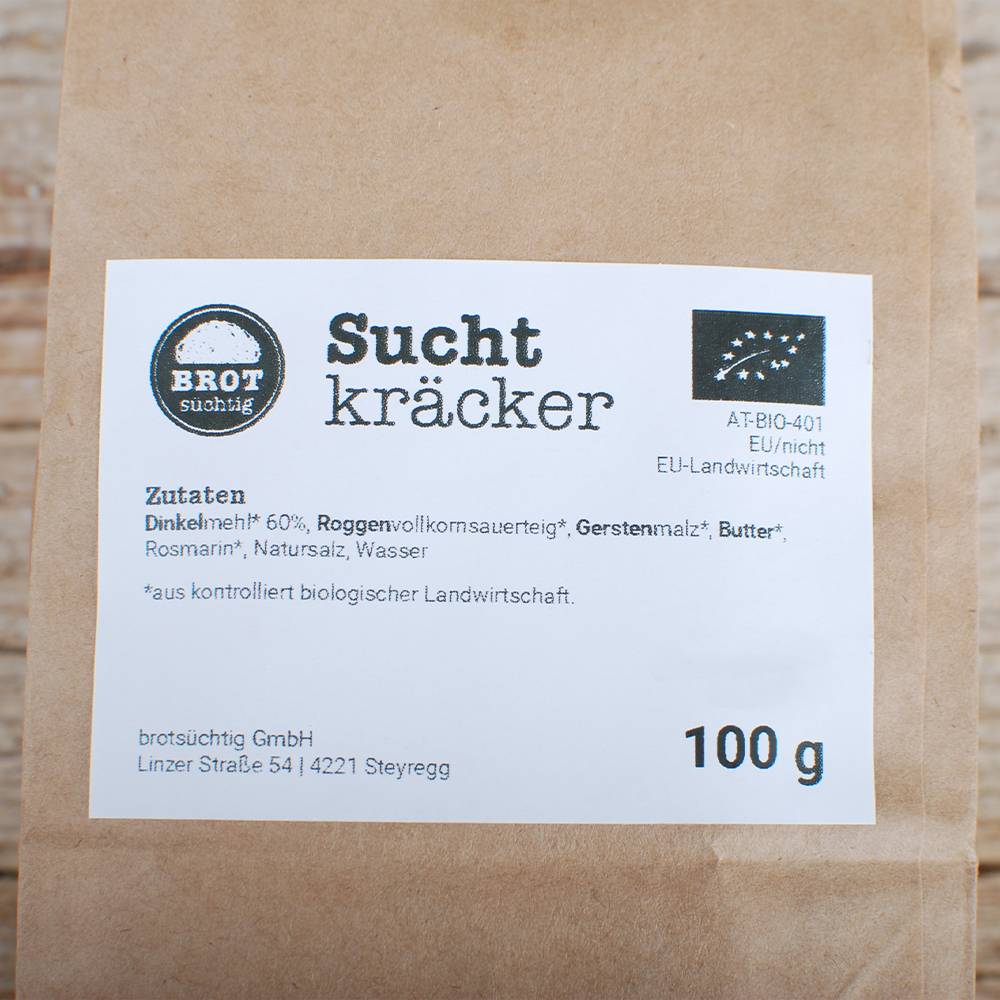 BROT
süchtig
Sucht
kräcker
AT-BIO-401
EU/nicht
EU-Landwirtschaft
Zutaten
Dinkelmehl* 60%, Roggenvollkornsauerteig*, Gerstenmalz*, Butter*,
Rosmarin*, Natursalz, Wasser
*aus kontrolliert biologischer Landwirtschaft.
brotsüchtig GmbH
Linzer Straße 54 | 4221 Steyregg
100 g